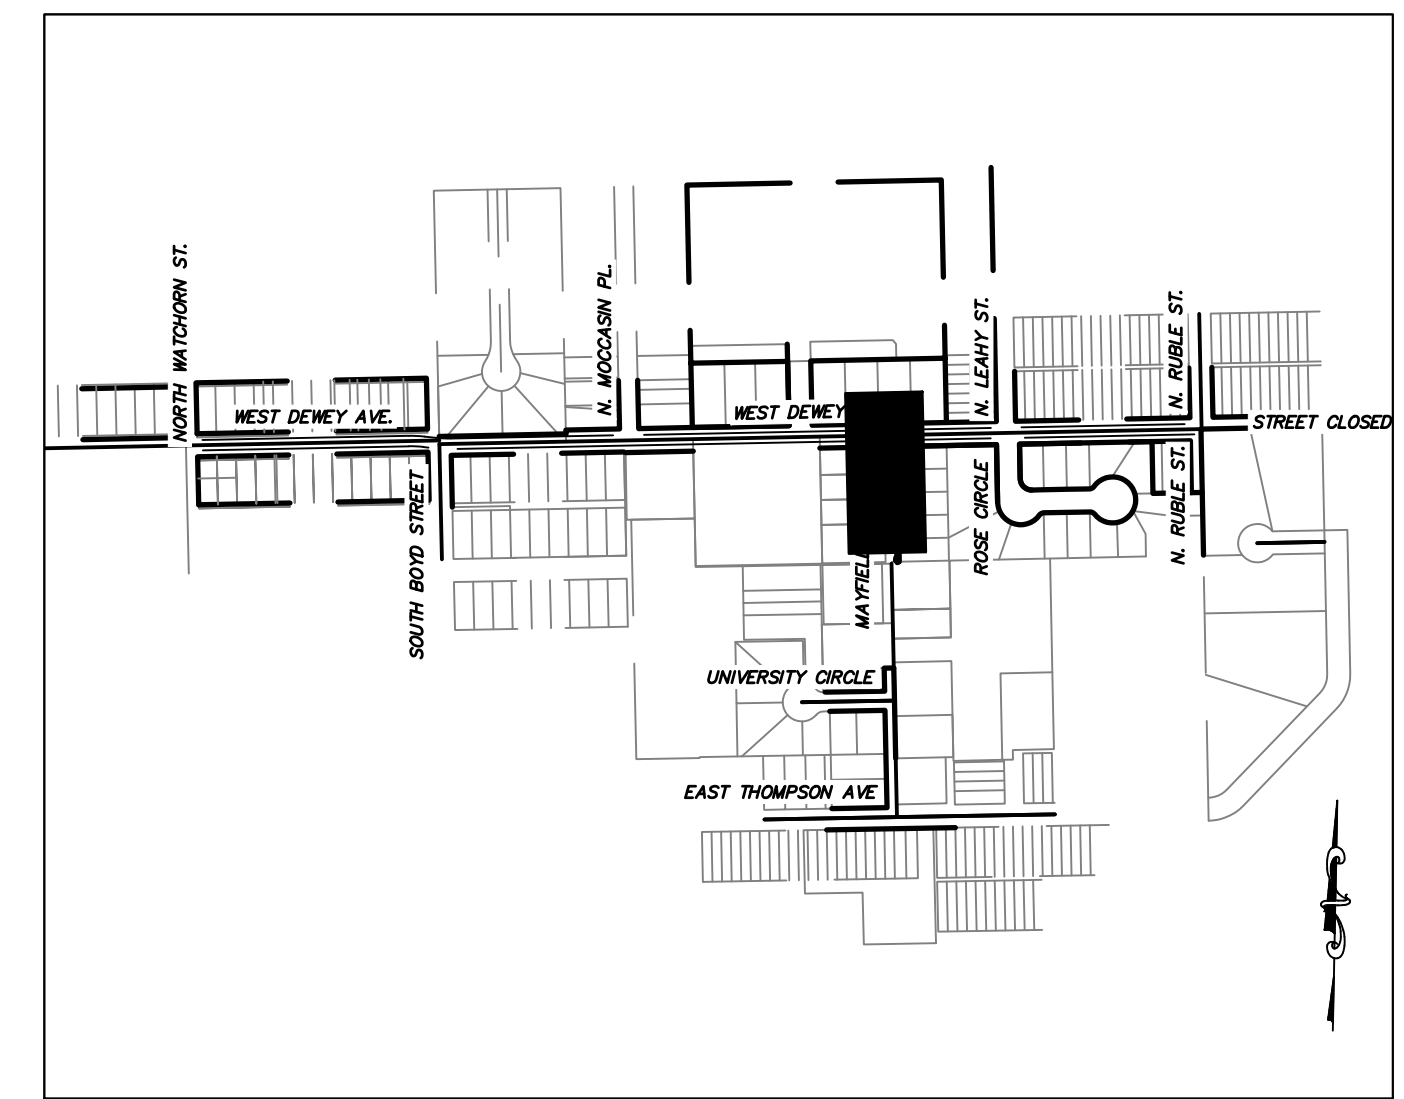 NORTH WATCHORN ST.
N. MOCCASIN PL.
N. LEAHY ST.
N. RUBLE ST.
WEST DEWEY AVE.
WEST DEWEY
STREET CLOSED
SOUTH BOYD STREET
ROSE CIRCLE
N. RUBLE ST.
MAYFIELD
UNIVERSITY CIRCLE
EAST THOMPSON AVE